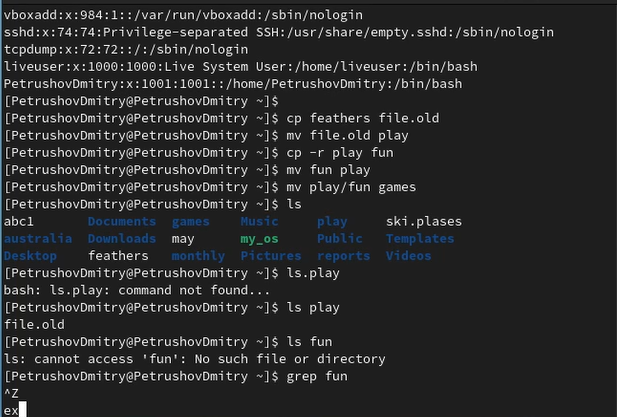 vboxadd:x:984:1::/var/run/vboxadd:/sbin/nologin
sshd:x:74:74:Privilege-separated SSH:/usr/share/empty.sshd:/sbin/nologin
tcpdump:x:72:72::/:/sbin/nologin
liveuser:x:1000:1000:Live System User:/home/liveuser:/bin/bash
PetrushovDmitry:x:1001:1001::/home/PetrushovDmitry:/bin/bash
[PetrushovDmitry@PetrushovDmitry ~]$
[PetrushovDmitry@PetrushovDmitry ~]$ cp feathers file.old
[PetrushovDmitry@PetrushovDmitry ~]$ mv file.old play
[PetrushovDmitry@PetrushovDmitry ~]$ cp -r play fun
[PetrushovDmitry@PetrushovDmitry ~]$ mv fun play
[PetrushovDmitry@PetrushovDmitry ~]$ mv play/fun games
[PetrushovDmitry@PetrushovDmitry ~]$ ls
abc1 Documents games Music play ski.plases
australia Downloads may my_os Public Templates
Desktop feathers monthly Pictures reports Videos
[PetrushovDmitry@PetrushovDmitry ~]$ ls.play
bash: ls.play: command not found...
[PetrushovDmitry@PetrushovDmitry ~]$ ls play
file.old
[PetrushovDmitry@PetrushovDmitry ~]$ ls fun
ls: cannot access 'fun': No such file or directory
[PetrushovDmitry@PetrushovDmitry ~]$ grep fun
^Z
ex